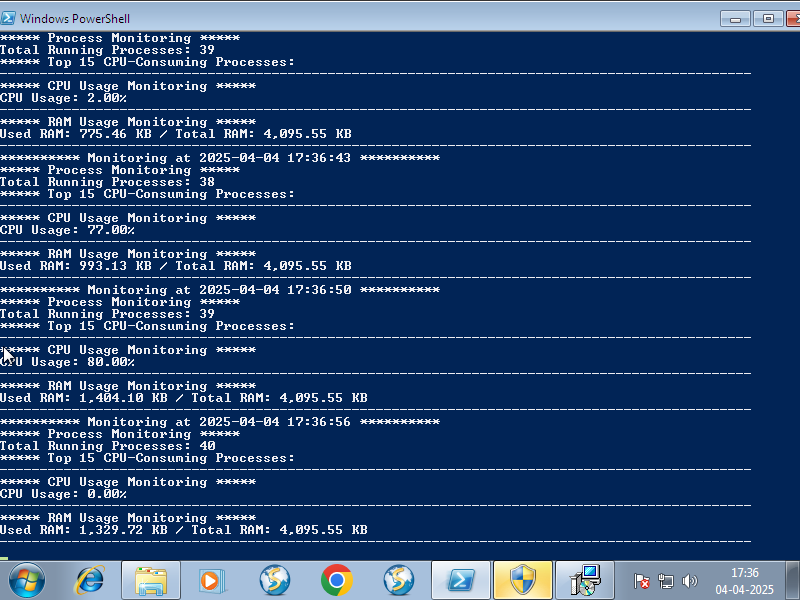 Windows PowerShell
***** Process Monitoring *****
Total Running Processes: 39
***** Top 15 CPU-Consuming Processes:
***** CPU Usage Monitoring *****
CPU Usage: 2.00%
***** RAM Usage Monitoring *****
Used RAM: 775.46 KB / Total RAM: 4,095.55 KB
********** Monitoring at 2025-04-04 17:36:43 **********
***** Process Monitoring *****
Total Running Processes: 38
***** Top 15 CPU-Consuming Processes:
***** CPU Usage Monitoring *****
CPU Usage: 77.00%
***** RAM Usage Monitoring *****
Used RAM: 993.13 KB / Total RAM: 4,095.55 KB
********** Monitoring at 2025-04-04 17:36:50 **********
***** Process Monitoring *****
Total Running Processes: 39
***** Top 15 CPU-Consuming Processes:
***** CPU Usage Monitoring *****
CPU Usage: 80.00%
***** RAM Usage Monitoring *****
Used RAM: 1,404.10 KB / Total RAM: 4,095.55 KB
********** Monitoring at 2025-04-04 17:36:56 **********
***** Process Monitoring *****
Total Running Processes: 40
***** Top 15 CPU-Consuming Processes:
***** CPU Usage Monitoring *****
CPU Usage: 0.00%
***** RAM Usage Monitoring *****
Used RAM: 1,329.72 KB / Total RAM: 4,095.55 KB
17:36
04-04-2025